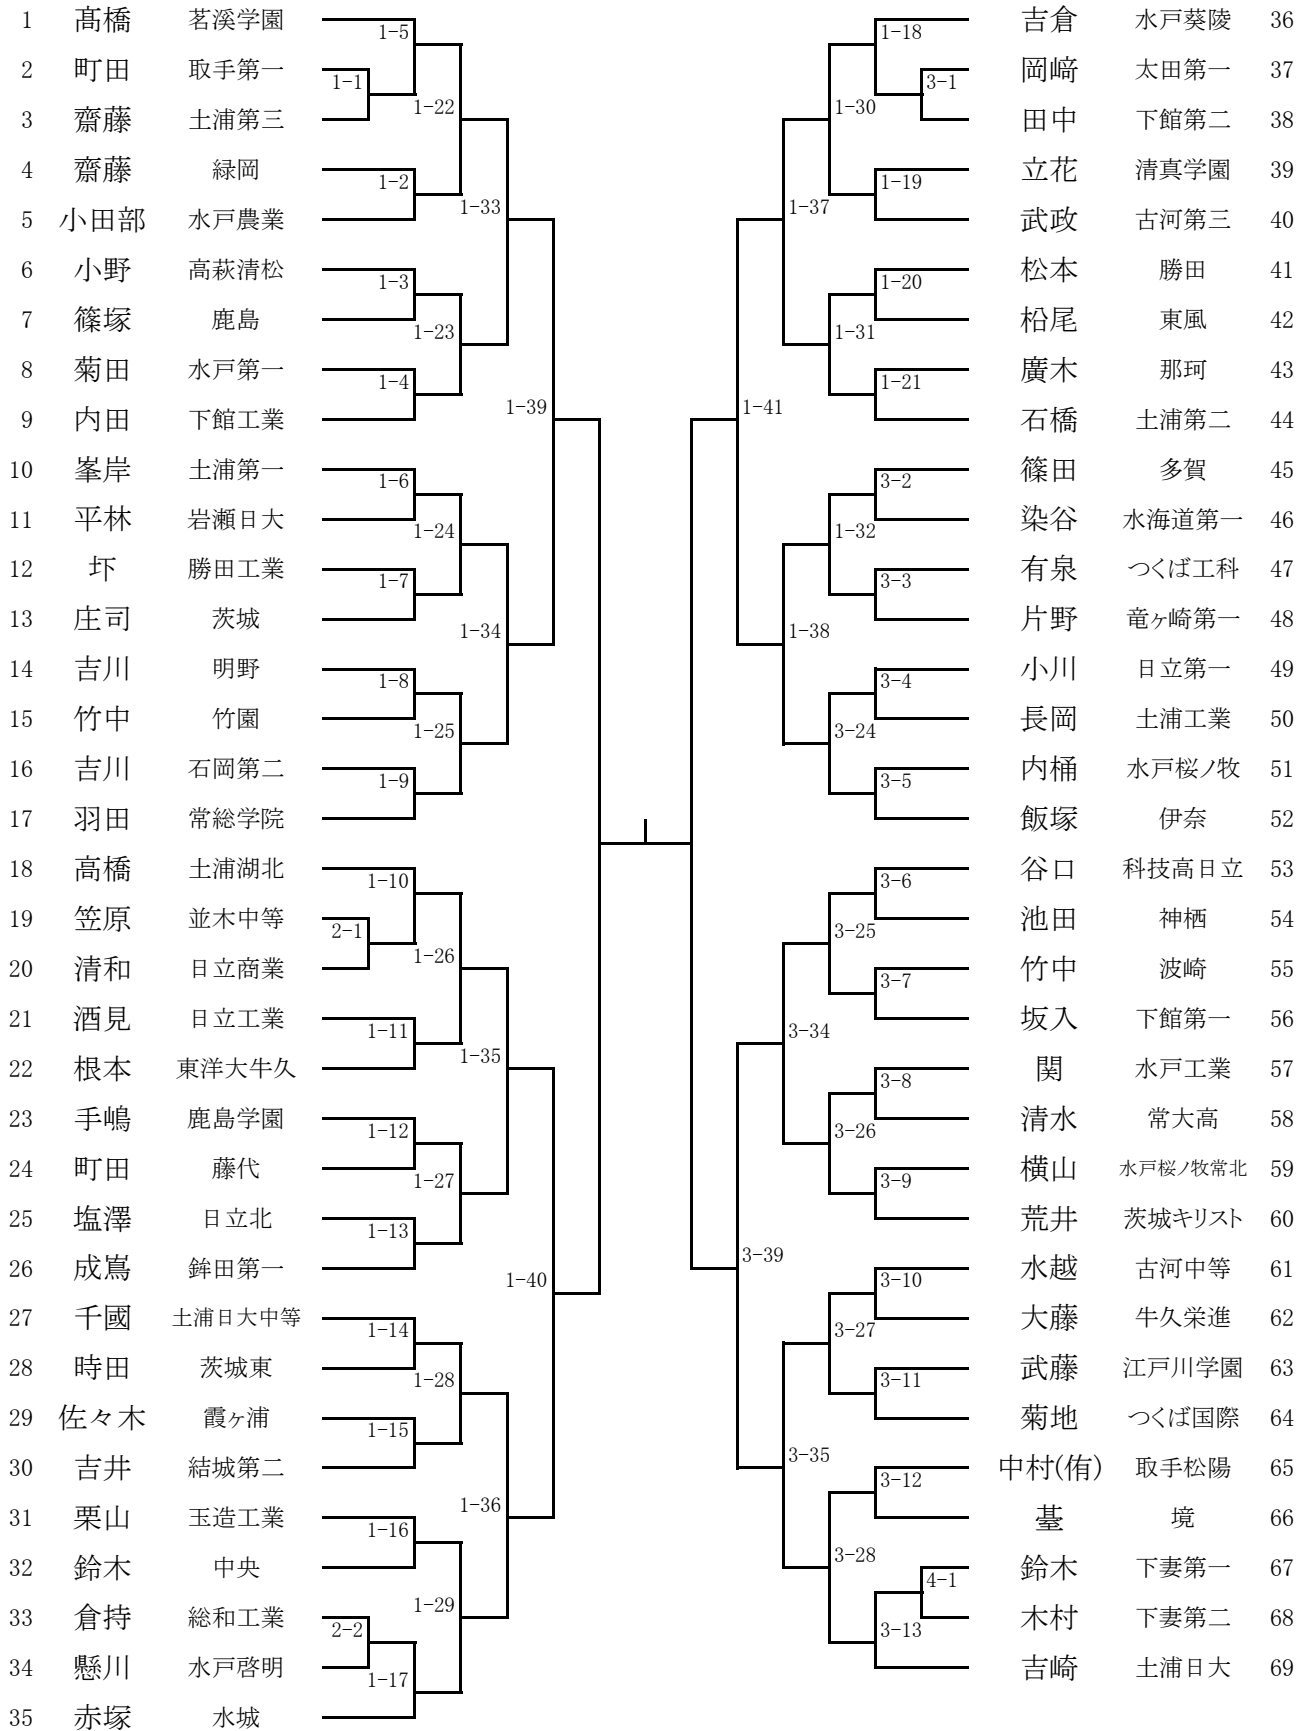 1 髙橋 茗溪学園
2 町田 取手第一
3 齋藤 土浦第三
4 齋藤 緑岡
5 小田部 水戸農業
6 小野 高萩清松
7 篠塚 鹿島
8 菊田 水戸第一
9 内田 下館工業
10 峯岸 土浦第一
11 平林 岩瀬日大
12 圷 勝田工業
13 庄司 茨城
14 吉川 明野
15 竹中 竹園
16 吉川 石岡第二
17 羽田 常総学院
18 高橋 土浦湖北
19 笠原 並木中等
20 清和 日立商業
21 酒見 日立工業
22 根本 東洋大牛久
23 手嶋 鹿島学園
24 町田 藤代
25 塩澤 日立北
26 成嶌 鉾田第一
27 千國 土浦日大中等
28 時田 茨城東
29 佐々木 霞ヶ浦
30 吉井 結城第二
31 栗山 玉造工業
32 鈴木 中央
33 倉持 総和工業
34 懸川 水戸啓明
35 赤塚 水城
1-5
1-1
1-22
1-2
1-33
1-3
1-23
1-4
1-39
1-6
1-24
1-7
1-34
1-8
1-25
1-9
1-10
2-1
1-26
1-11
1-35
1-12
1-27
1-13
1-40
1-14
1-28
1-15
1-36
1-16
1-29
2-2
1-17
1-18
3-1
1-30
1-19
1-37
1-20
1-31
1-21
1-41
3-2
1-32
3-3
1-38
3-4
3-24
3-5
3-6
3-25
3-7
3-34
3-8
3-26
3-9
3-39
3-10
3-27
3-11
3-35
3-12
3-28
4-1
3-13
吉倉 水戸葵陵 36
岡﨑 太田第一 37
田中 下館第二 38
立花 清真学園 39
武政 古河第三 40
松本 勝田 41
柗尾 東風 42
廣木 那珂 43
石橋 土浦第二 44
篠田 多賀 45
染谷 水海道第一 46
有泉 つくば工科 47
片野 竜ヶ崎第一 48
小川 日立第一 49
長岡 土浦工業 50
内桶 水戸桜ノ牧 51
飯塚 伊奈 52
谷口 科技高日立 53
池田 神栖 54
竹中 波崎 55
坂入 下館第一 56
関 水戸工業 57
清水 常大高 58
横山 水戸桜ノ牧常北 59
荒井 茨城キリスト 60
水越 古河中等 61
大藤 牛久栄進 62
武藤 江戸川学園 63
菊地 つくば国際 64
中村(侑) 取手松陽 65
䑓 境 66
鈴木 下妻第一 67
木村 下妻第二 68
吉崎 土浦日大 69